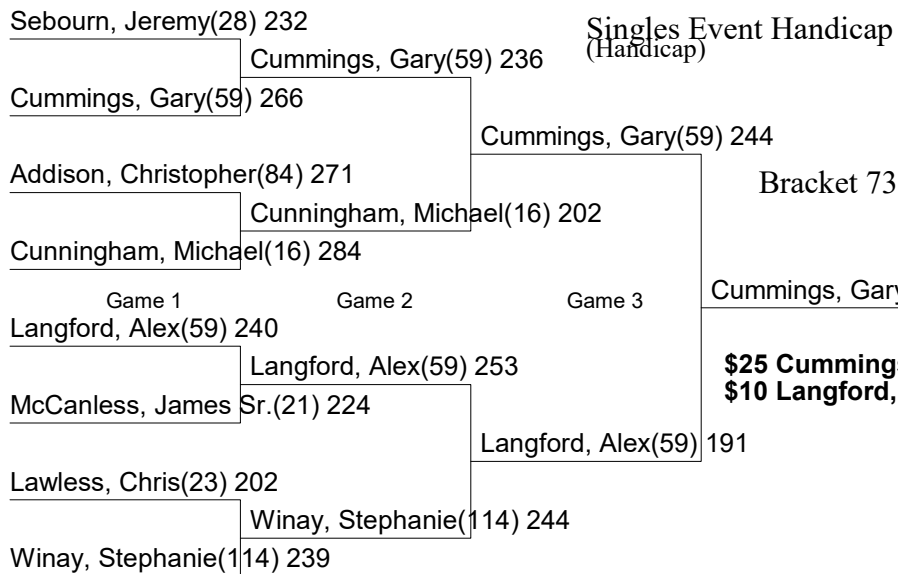 Sebourn, Jeremy(28) 232
Singles Event Handicap
(Handicap)
Cummings, Gary(59) 236
Cummings, Gary(59) 266
Cummings, Gary(59) 244
Addison, Christopher(84) 271
Bracket 73
Cunningham, Michael(16) 202
Cunningham, Michael(16) 284
Game 1
Game 2
Game 3
Cummings, Gary
Langford, Alex(59) 240
Langford, Alex(59) 253
$25 Cummings
$10 Langford,
McCanless, James Sr.(21) 224
Langford, Alex(59) 191
Lawless, Chris(23) 202
Winay, Stephanie(114) 244
Winay, Stephanie(114) 239